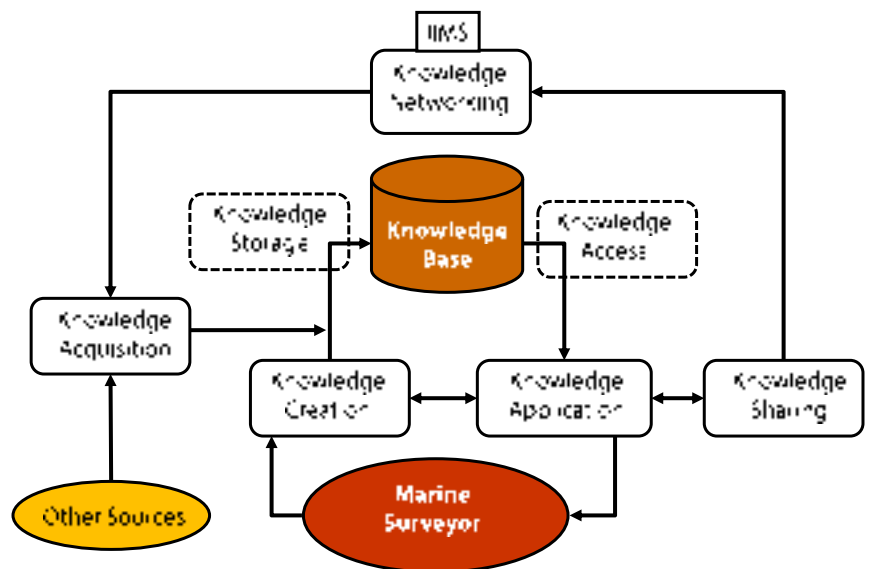 IIMS
Knowledge
Networking
Knowledge
Storage
Knowledge
Base
Knowledge
Access
Knowledge
Acquisition
Knowledge
Creation
Knowledge
Application
Knowledge
Sharing
Other Sources
Marine
Surveyor